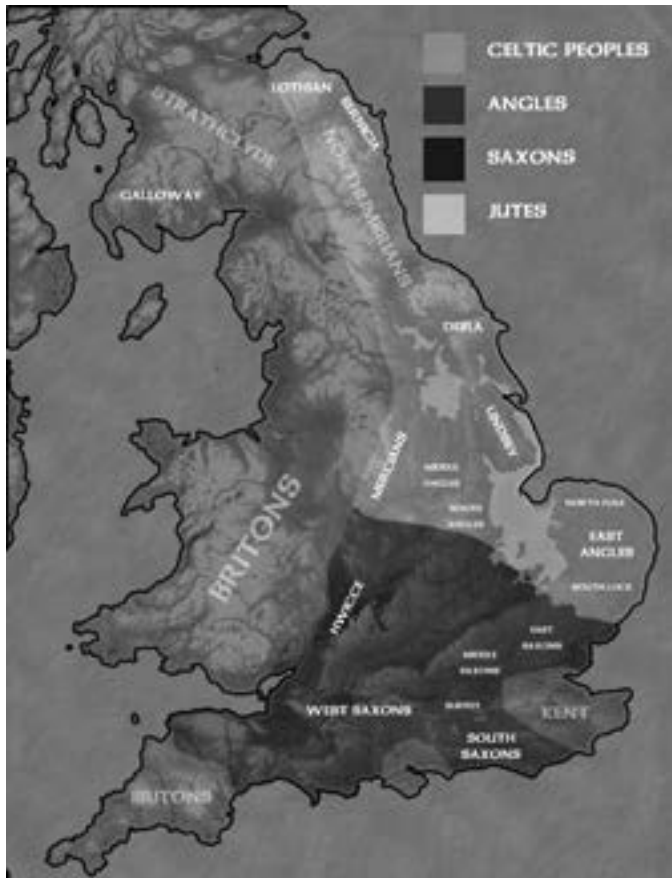 CELTIC PEOPLES
ANGLES
SAXONS
JUTES
LOTHIAN
BERNICIA
STRATHCLYDE
NORTHUMBRIANS
GALLOWAY
DEIRA
LINDSEY
MERCIANS
MIDDLE
ANGLES
ANGLES
NORTH FOLK
EAST
ANGLES
SOUTH FOLK
BRITONS
HWICCE
EAST
SAXONS
MIDDLE
SAXONS
WEST SAXONS
KENT
SOUTH
SAXONS
BRITONS